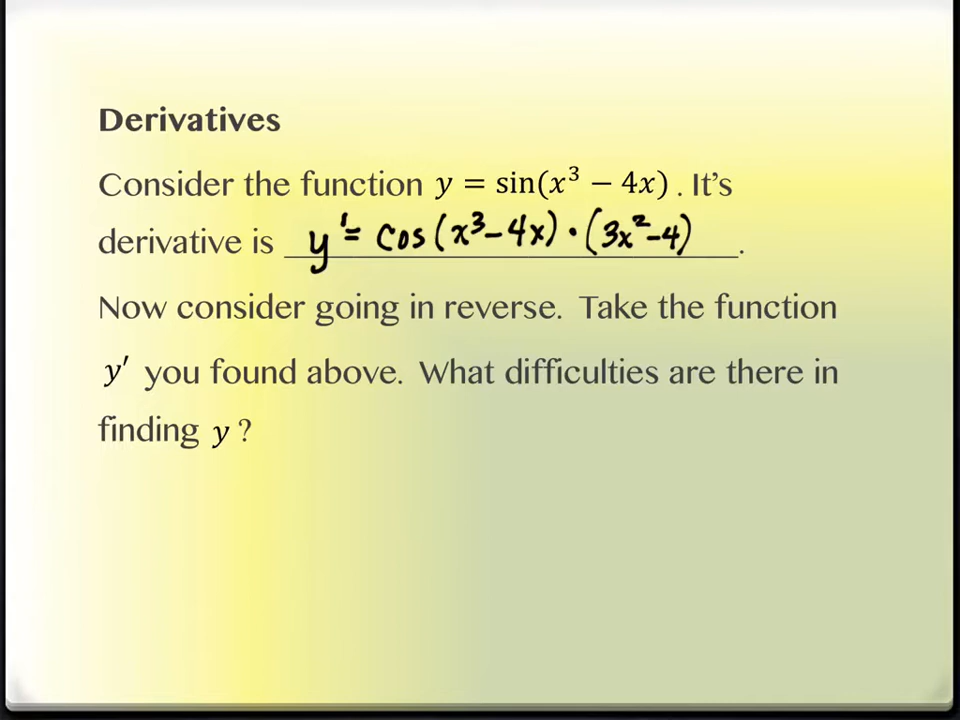 Derivatives
Consider the function y = sin(x³ − 4x) . It's
derivative is y' = cos(x³−4x) • (3x²−4).
Now consider going in reverse. Take the function
y′ you found above. What difficulties are there in
finding y ?